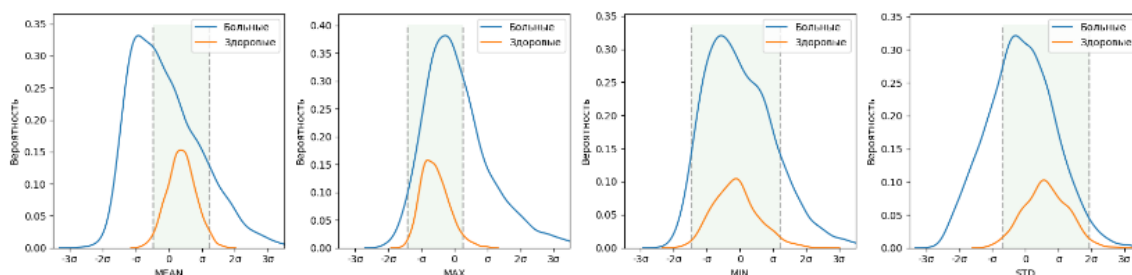 0.35
0.30
0.25
0.20
0.15
0.10
0.05
0.00
Вероятность
Больные
Здоровые
-3σ -2σ -σ 0 σ 2σ 3σ
MEAN
0.40
0.35
0.30
0.25
0.20
0.15
0.10
0.05
0.00
Вероятность
Больные
Здоровые
-3σ -2σ -σ 0 σ 2σ 3σ
MAX
0.35
0.30
0.25
0.20
0.15
0.10
0.05
0.00
Вероятность
Больные
Здоровые
-3σ -2σ -σ 0 σ 2σ 3σ
MIN
0.35
0.30
0.25
0.20
0.15
0.10
0.05
0.00
Вероятность
Больные
Здоровые
-3σ -2σ -σ 0 σ 2σ 3σ
STD